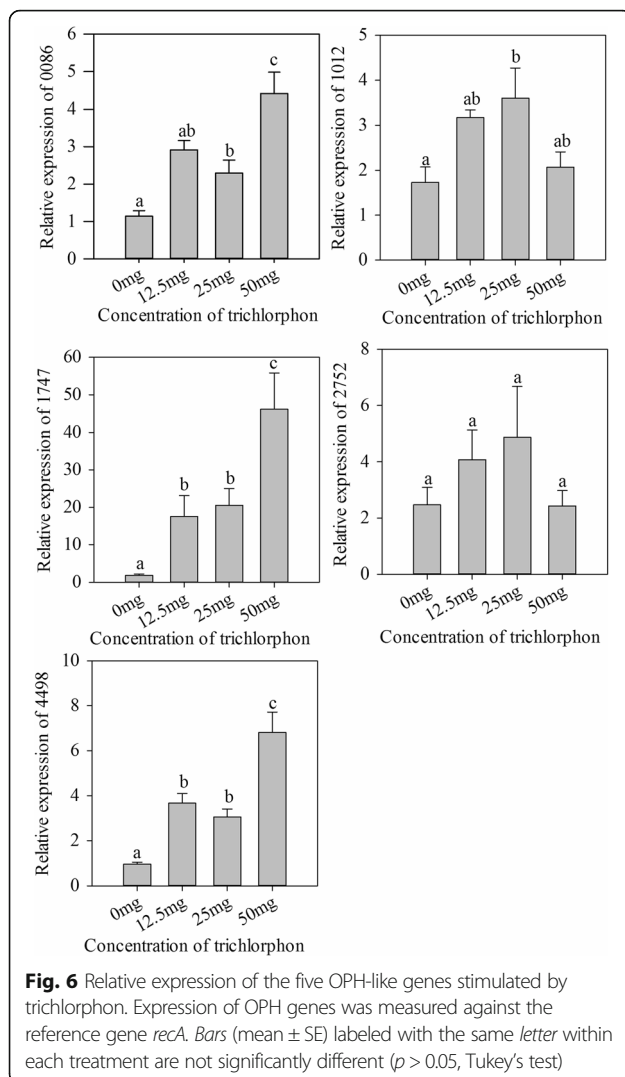 Relative expression of 0086
6
5
4
3
2
1
0
a
ab
b
c
0mg
12.5mg
25mg
50mg
Concentration of trichlorphon
Relative expression of 1012
5
4
3
2
1
0
a
ab
b
ab
0mg
12.5mg
25mg
50mg
Concentration of trichlorphon
Relative expression of 1747
60
50
40
30
20
10
0
a
b
b
c
0mg
12.5mg
25mg
50mg
Concentration of trichlorphon
Relative expression of 2752
8
6
4
2
0
a
a
a
a
0mg
12.5mg
25mg
50mg
Concentration of trichlorphon
Relative expression of 4498
10
8
6
4
2
0
a
b
b
c
0mg
12.5mg
25mg
50mg
Concentration of trichlorphon
Fig. 6 Relative expression of the five OPH-like genes stimulated by
trichlorphon. Expression of OPH genes was measured against the
reference gene recA. Bars (mean ± SE) labeled with the same letter within
each treatment are not significantly different (p > 0.05, Tukey's test)